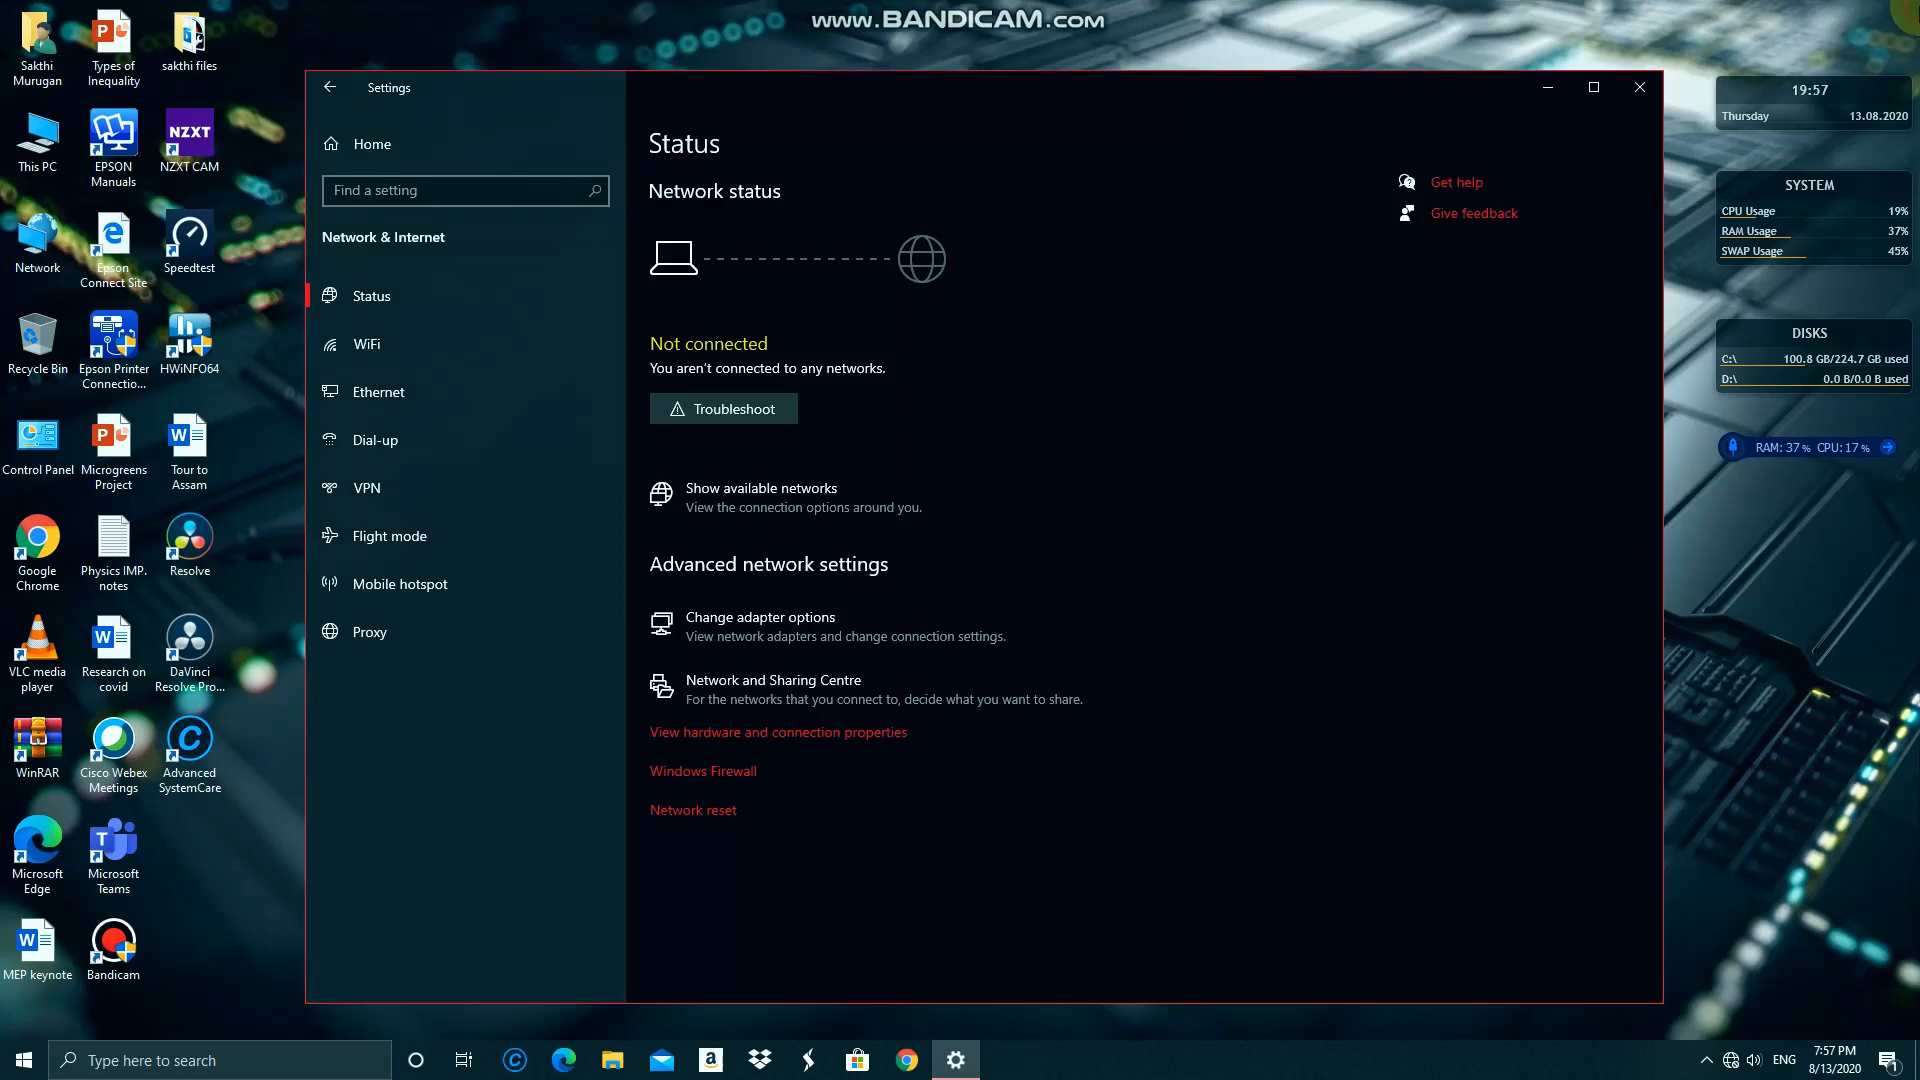 www.BANDICAM.com
Sakthi
Murugan
Types of
Inequality
sakthi files
This PC
EPSON
Manuals
NZXT
NZXT CAM
Network
Epson
Connect Site
Speedtest
Recycle Bin
Epson Printer
Connectio...
HWiNFO64
Control Panel
Microgreens
Project
Tour to
Assam
Google
Chrome
Physics IMP.
notes
Resolve
VLC media
player
Research on
covid
DaVinci
Resolve Pro...
WinRAR
Cisco Webex
Meetings
Advanced
SystemCare
Microsoft
Edge
Microsoft
Teams
MEP keynote
Bandicam
Settings
Home
Find a setting
Network & Internet
Status
WiFi
Ethernet
Dial-up
VPN
Flight mode
Mobile hotspot
Proxy
Status
Network status
Not connected
You aren't connected to any networks.
Troubleshoot
Show available networks
View the connection options around you.
Advanced network settings
Change adapter options
View network adapters and change connection settings.
Network and Sharing Centre
For the networks that you connect to, decide what you want to share.
View hardware and connection properties
Windows Firewall
Network reset
Get help
Give feedback
19:57
Thursday 13.08.2020
SYSTEM
CPU Usage 19%
RAM Usage 37%
SWAP Usage 45%
DISKS
C:\ 100.8 GB/224.7 GB used
D:\ 0.0 B/0.0 B used
RAM: 37% CPU: 17%
Type here to search
ENG
7:57 PM
8/13/2020
1